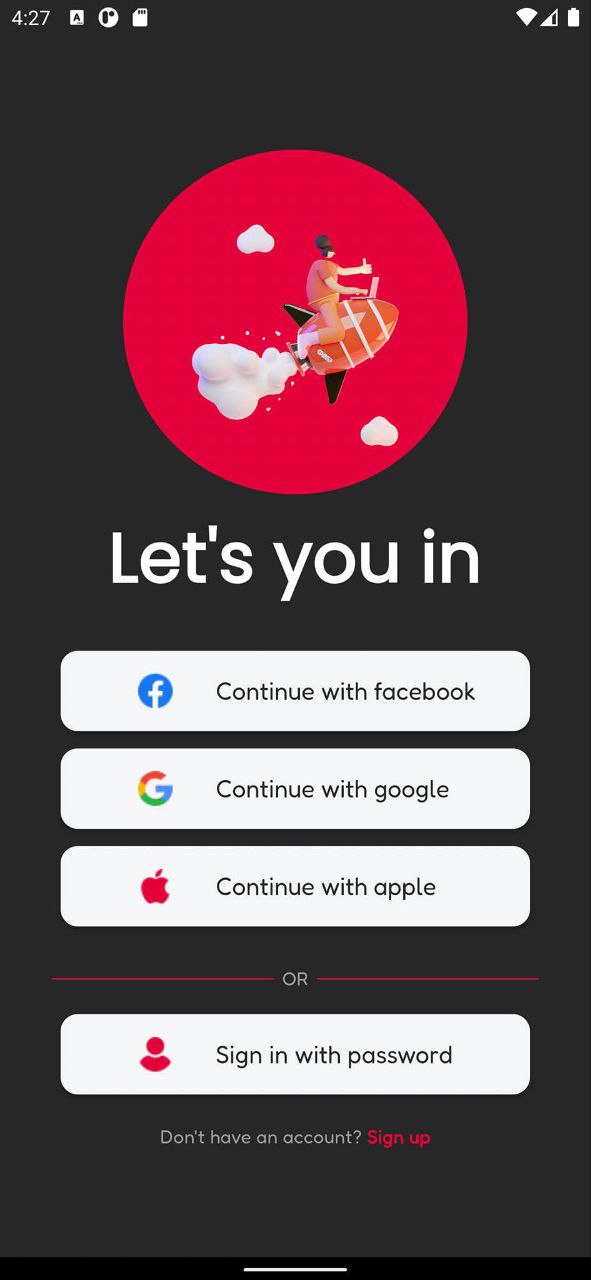 4:27
Let's you in
Continue with facebook
Continue with google
Continue with apple
OR
Sign in with password
Don't have an account? Sign up